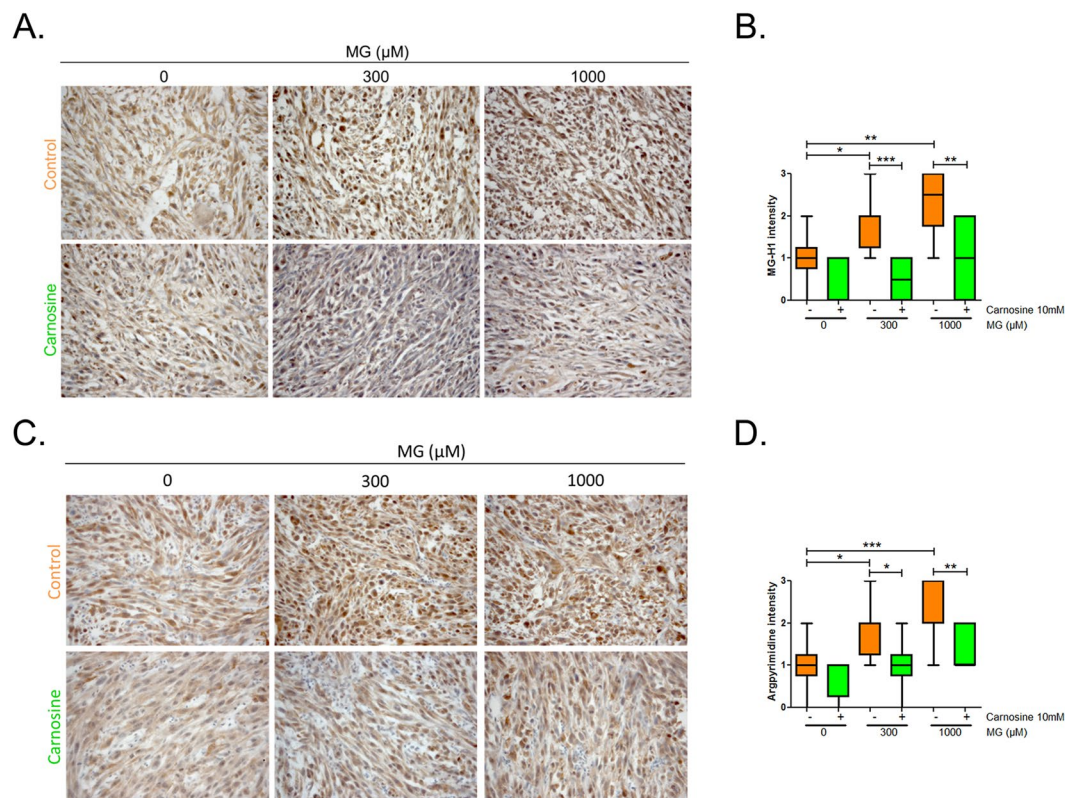 A.
MG (µM)
0 300 1000
Control
Carnosine
B.
** 
* *** **
MG-H1 intensity
3
2
1
0
- + - + - + Carnosine 10mM
0 300 1000 MG (µM)
C.
MG (µM)
0 300 1000
Control
Carnosine
D.
***
* * **
Argpyrimidine intensity
3
2
1
0
- + - + - + Carnosine 10mM
0 300 1000 MG (µM)